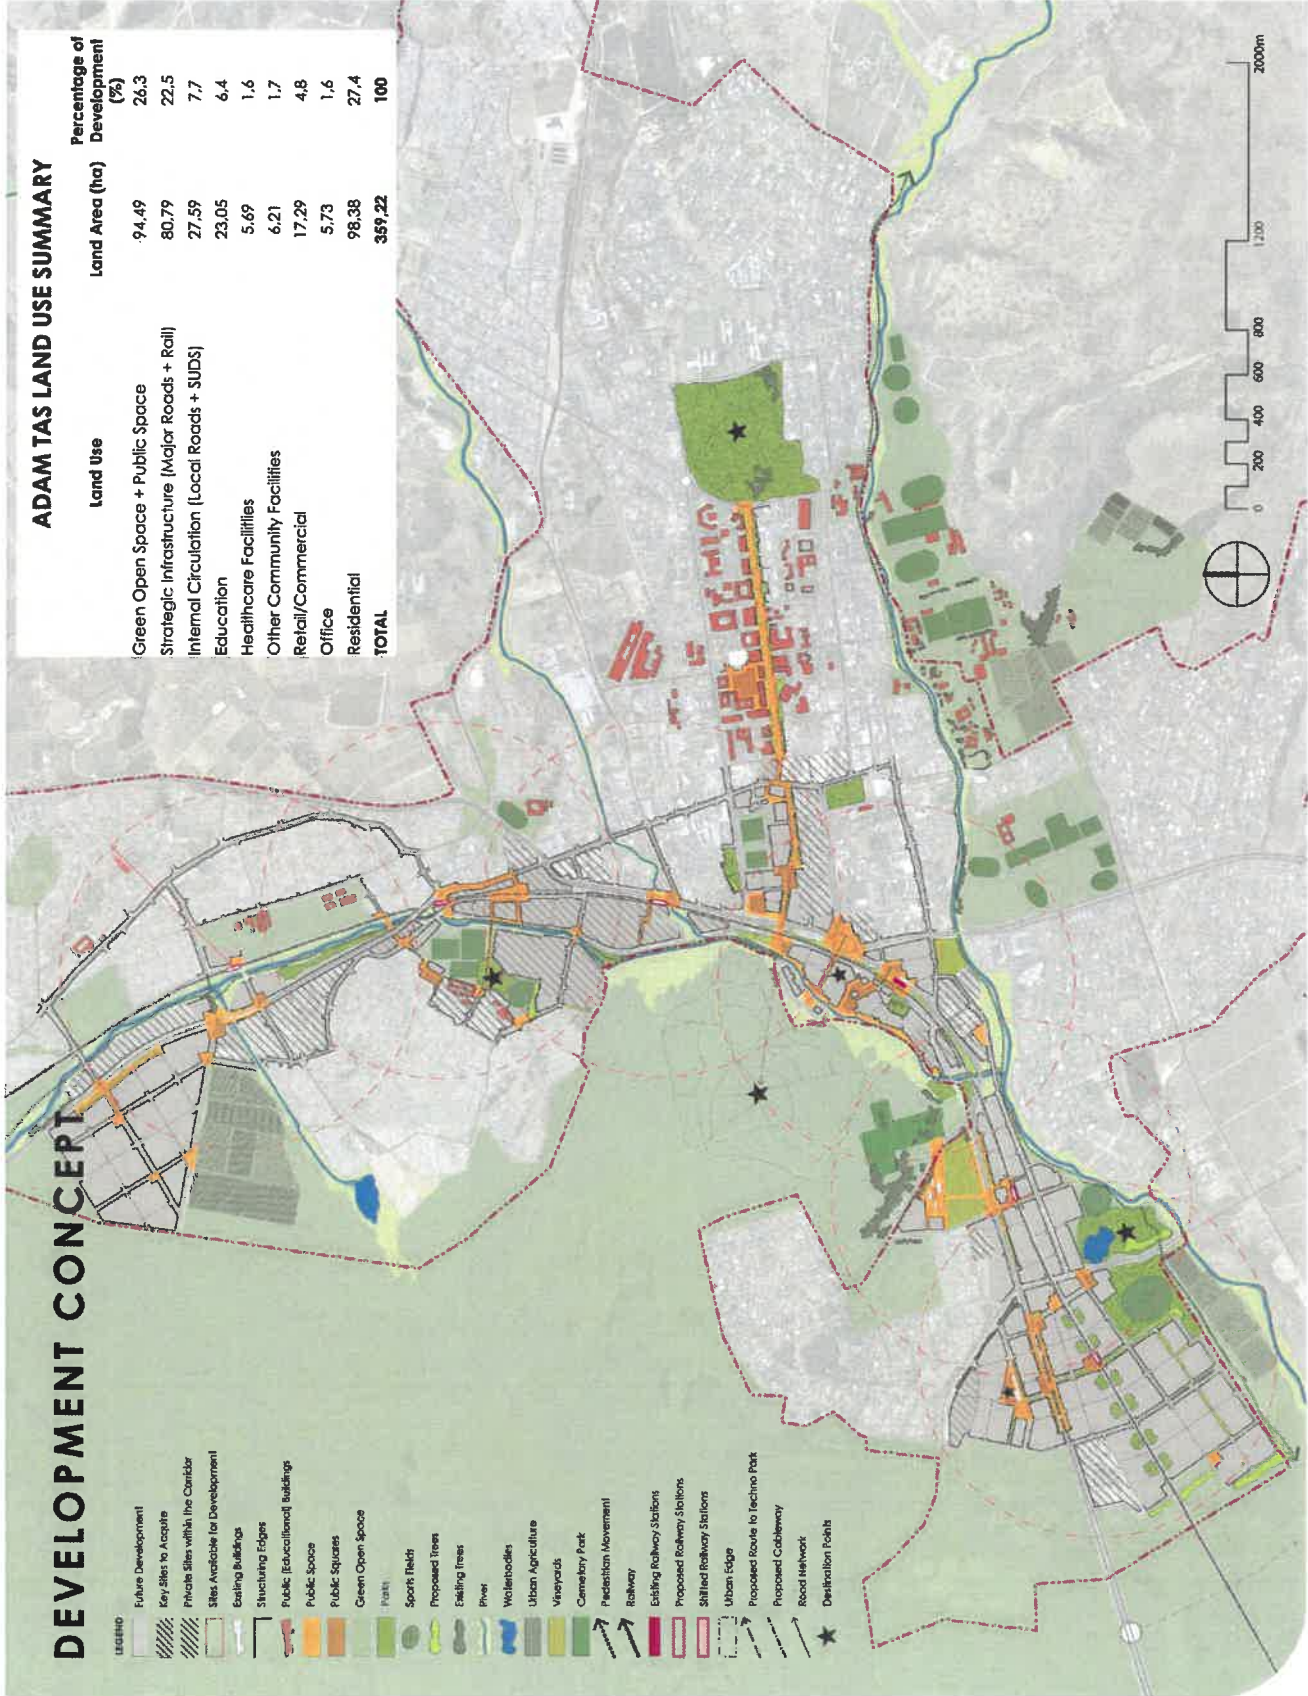 DEVELOPMENT CONCEPT
ADAM TAS LAND USE SUMMARY
Land Use Land Area (ha) Percentage of Development (%)
Green Open Space + Public Space 94,49 26,3
Strategic Infrastructure (Major Roads + Rail) 80,79 22,5
Internal Circulation (Local Roads + SUDS) 27,59 7,7
Education 23,05 6,4
Healthcare Facilities 5,69 1,6
Other Community Facilities 6,21 1,7
Retail/Commercial 17,29 4,8
Office 5,73 1,6
Residential 98,38 27,4
TOTAL 359,22 100
LEGEND
Future Development
Key Sites to Acquire
Private Sites within the Corridor
Sites Available for Development
Existing Buildings
Structuring Edges
Public (Educational) Buildings
Public Space
Public Squares
Green Open Space
Parks
Sports Fields
Proposed Trees
Existing Trees
River
Waterbodies
Urban Agriculture
Vineyards
Cemetery Park
Pedestrian Movement
Railway
Existing Railway Stations
Proposed Railway Stations
Shifted Railway Stations
Urban Edge
Proposed Route to Techno Park
Proposed Cableway
Road Network
Destination Points
0 200 400 600 800 1200 2000m